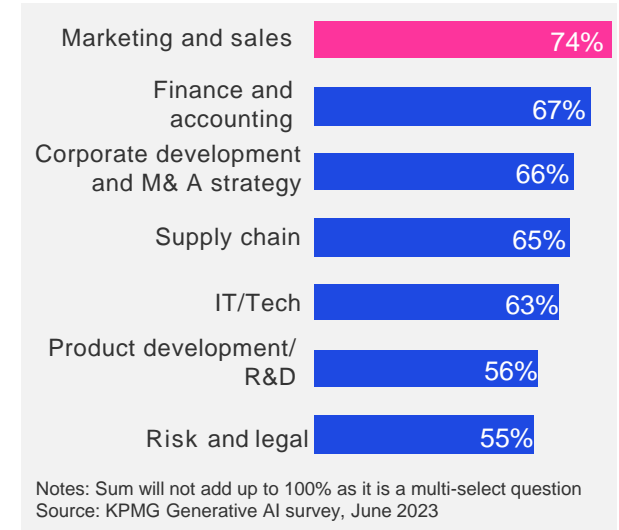 Marketing and sales 74%
Finance and
accounting 67%
Corporate development
and M& A strategy 66%
Supply chain 65%
IT/Tech 63%
Product development/
R&D 56%
Risk and legal 55%
Notes: Sum will not add up to 100% as it is a multi-select question
Source: KPMG Generative AI survey, June 2023